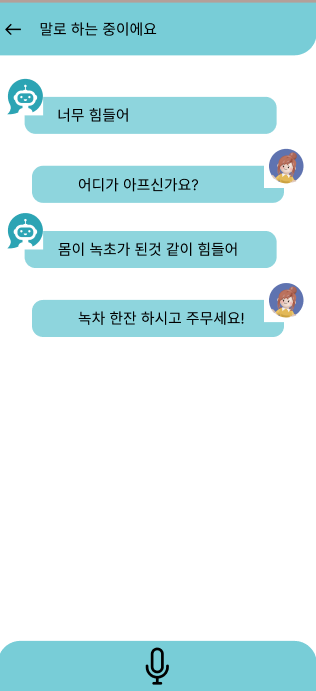 말로 하는 중이에요
너무 힘들어
어디가 아프신가요?
몸이 녹초가 된것 같이 힘들어
녹차 한잔 하시고 주무세요!